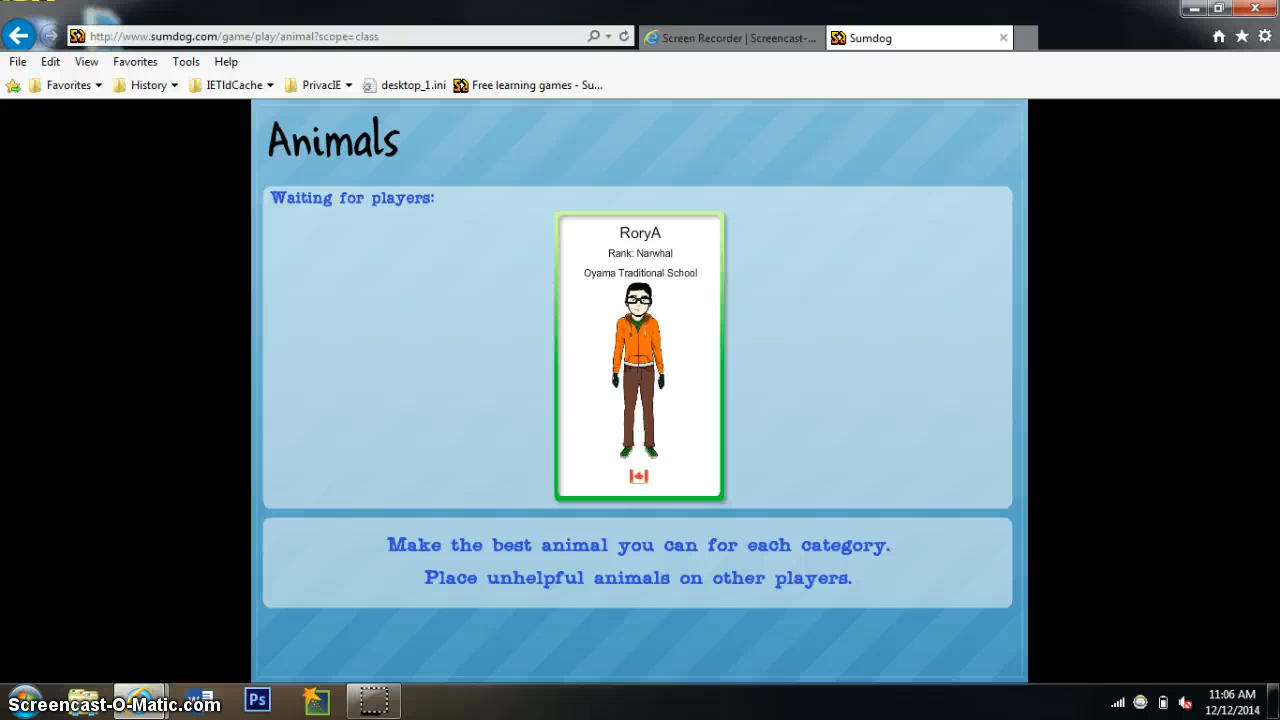 http://www.sumdog.com/game/play/animal?scope=class
Screen Recorder | Screencast-...
Sumdog
File Edit View Favorites Tools Help
Favorites History IETldCache PrivacIE desktop_1.ini Free learning games - Su...
Animals
Waiting for players:
RoryA
Rank: Narwhal
Oyama Traditional School
Make the best animal you can for each category.
Place unhelpful animals on other players.
Ps
11:06 AM
12/12/2014
Screencast-O-Matic.com